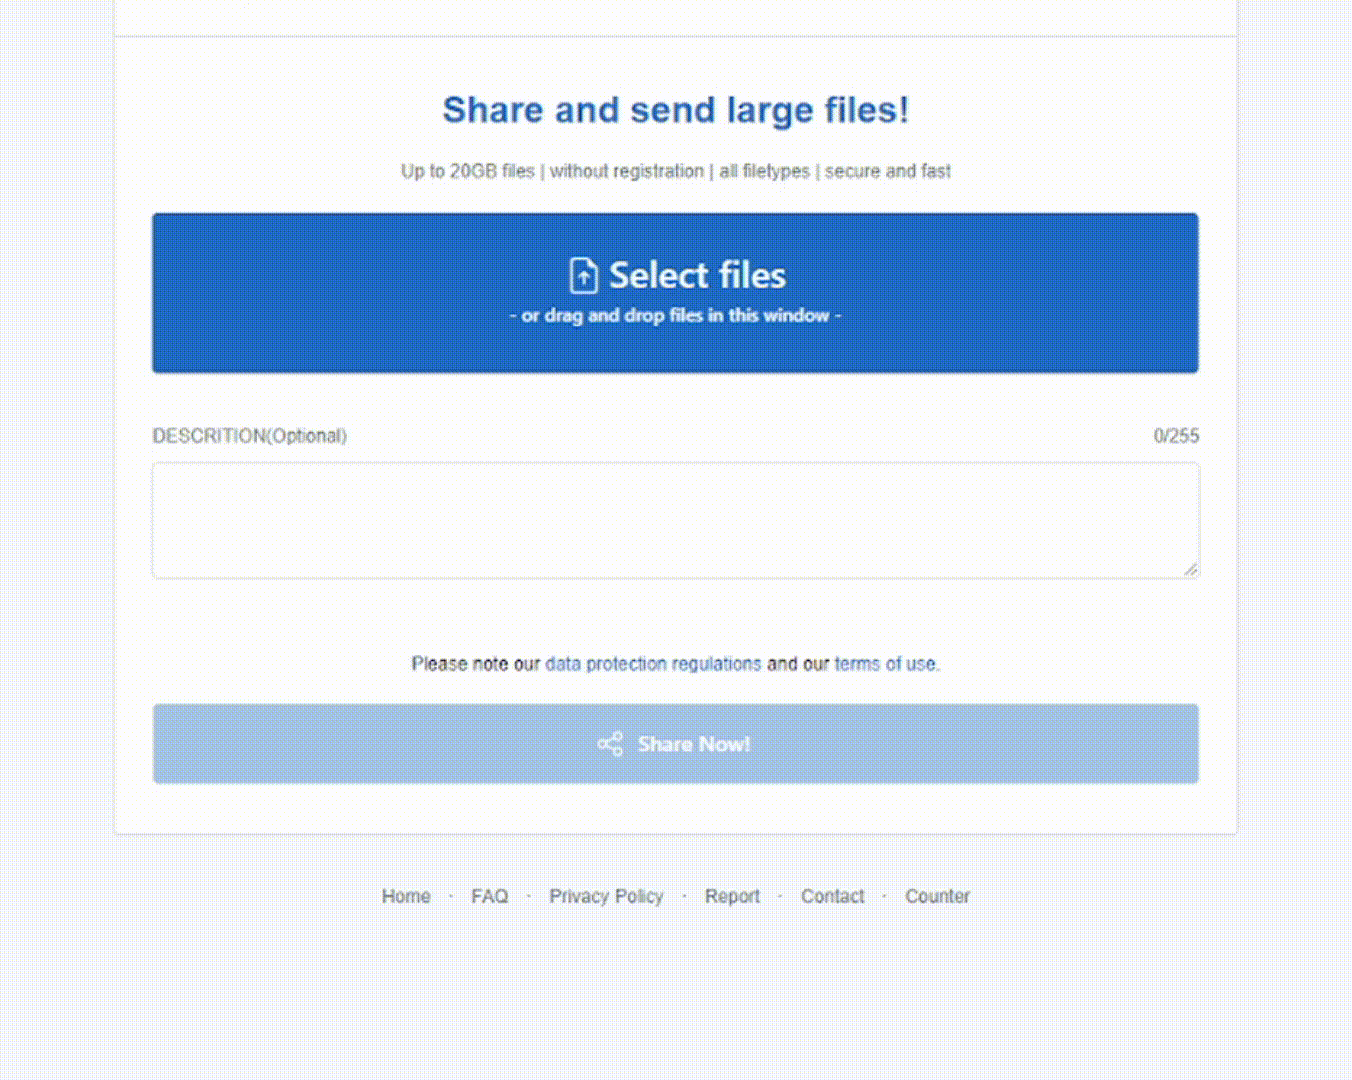 Share and send large files!
Up to 20GB files | without registration | all filetypes | secure and fast
Select files
- or drag and drop files in this window -
DESCRITION(Optional) 0/255
Please note our data protection regulations and our terms of use.
Share Now!
Home · FAQ · Privacy Policy · Report · Contact · Counter